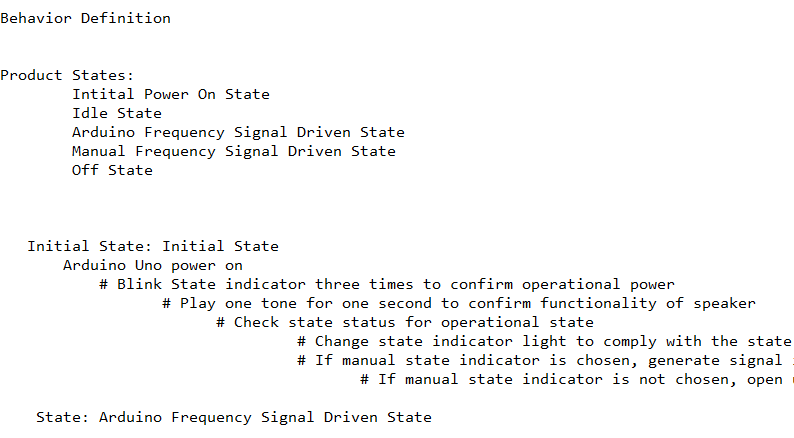 Behavior Definition
Product States:
Intital Power On State
Idle State
Arduino Frequency Signal Driven State
Manual Frequency Signal Driven State
Off State
Initial State: Initial State
Arduino Uno power on
# Blink State indicator three times to confirm operational power
# Play one tone for one second to confirm functionality of speaker
# Check state status for operational state
# Change state indicator light to comply with the state
# If manual state indicator is chosen, generate signal
# If manual state indicator is not chosen, open
State: Arduino Frequency Signal Driven State